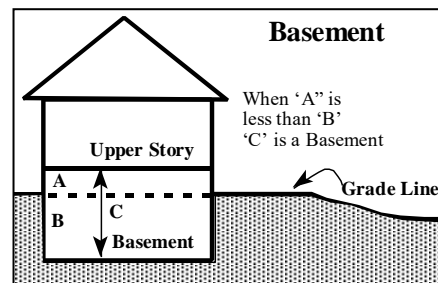 Basement
When ‘A” is
less than ‘B’
‘C’ is a Basement
Upper Story
A
Grade Line
B
C
Basement